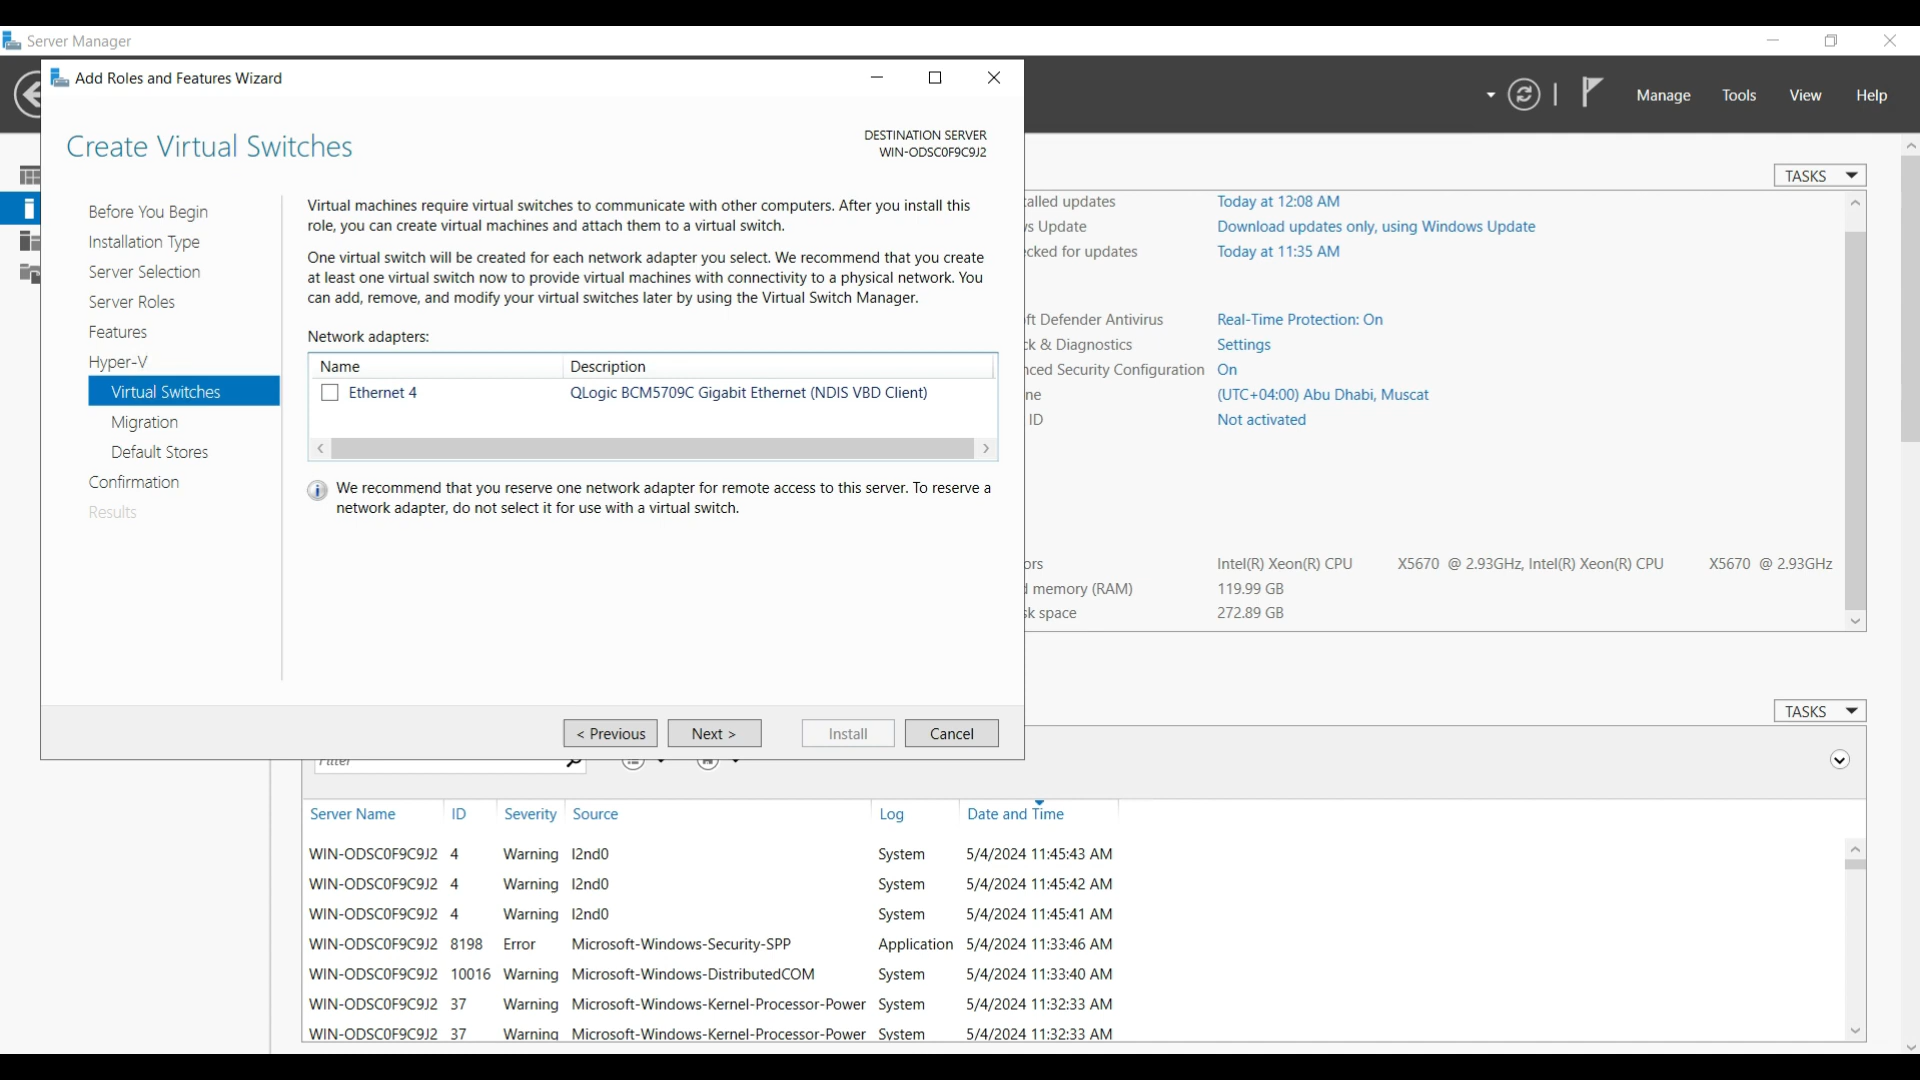 Server Manager
Add Roles and Features Wizard
Manage
Tools
View
Help
Create Virtual Switches
DESTINATION SERVER
WIN-ODSC0F9C9J2
Before You Begin
Installation Type
Server Selection
Server Roles
Features
Hyper-V
Virtual Switches
Migration
Default Stores
Confirmation
Results
Virtual machines require virtual switches to communicate with other computers. After you install this
role, you can create virtual machines and attach them to a virtual switch.
One virtual switch will be created for each network adapter you select. We recommend that you create
at least one virtual switch now to provide virtual machines with connectivity to a physical network. You
can add, remove, and modify your virtual switches later by using the Virtual Switch Manager.
Network adapters:
Name Description
Ethernet 4 QLogic BCM5709C Gigabit Ethernet (NDIS VBD Client)
We recommend that you reserve one network adapter for remote access to this server. To reserve a
network adapter, do not select it for use with a virtual switch.
< Previous
Next >
Install
Cancel
TASKS
updates Today at 12:08 AM
Update Download updates only, using Windows Update
for updates Today at 11:35 AM
Defender Antivirus Real-Time Protection: On
& Diagnostics Settings
Security Configuration On
(UTC+04:00) Abu Dhabi, Muscat
ID Not activated
Intel(R) Xeon(R) CPU X5670 @ 2.93GHz, Intel(R) Xeon(R) CPU X5670 @ 2.93GHz
memory (RAM) 119.99 GB
space 272.89 GB
TASKS
Filter
Server Name ID Severity Source Log Date and Time
WIN-ODSC0F9C9J2 4 Warning l2nd0 System 5/4/2024 11:45:43 AM
WIN-ODSC0F9C9J2 4 Warning l2nd0 System 5/4/2024 11:45:42 AM
WIN-ODSC0F9C9J2 4 Warning l2nd0 System 5/4/2024 11:45:41 AM
WIN-ODSC0F9C9J2 8198 Error Microsoft-Windows-Security-SPP Application 5/4/2024 11:33:46 AM
WIN-ODSC0F9C9J2 10016 Warning Microsoft-Windows-DistributedCOM System 5/4/2024 11:33:40 AM
WIN-ODSC0F9C9J2 37 Warning Microsoft-Windows-Kernel-Processor-Power System 5/4/2024 11:32:33 AM
WIN-ODSC0F9C9J2 37 Warning Microsoft-Windows-Kernel-Processor-Power System 5/4/2024 11:32:33 AM